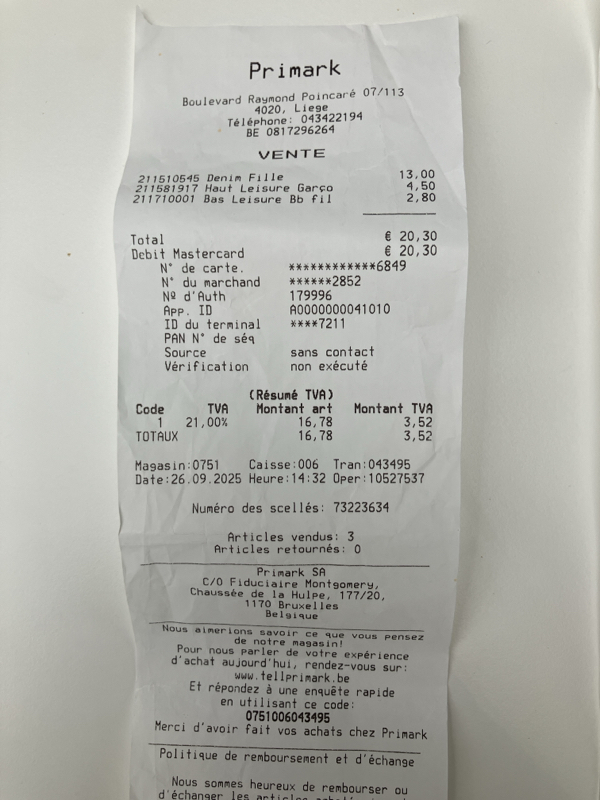 Primark
Boulevard Raymond Poincaré 07/113
4020, Liege
Téléphone: 043422194
BE 0817296264
VENTE
211510545 Denim Fille 13,00
211581917 Haut Leisure Garço 4,50
211710001 Bas Leisure Bb fil 2,80
Total € 20,30
Debit Mastercard € 20,30
N° de carte. ************6849
N° du marchand ******2852
Nº d'Auth 179996
App. ID A0000000041010
ID du terminal ****7211
PAN N° de séq
Source sans contact
Vérification non exécuté
(Résumé TVA)
Code TVA Montant art Montant TVA
1 21,00% 16,78 3,52
TOTAUX 16,78 3,52
Magasin:0751 Caisse:006 Tran:043495
Date:26.09.2025 Heure:14:32 Oper:10527537
Numéro des scellés: 73223634
Articles vendus: 3
Articles retournés: 0
Primark SA
C/O Fiduciaire Montgomery,
Chaussée de la Hulpe, 177/20,
1170 Bruxelles
Belgique
Nous aimerions savoir ce que vous pensez
de notre magasin!
Pour nous parler de votre expérience
d'achat aujourd'hui, rendez-vous sur:
www.tellprimark.be
Et répondez à une enquête rapide
en utilisant ce code:
0751006043495
Merci d'avoir fait vos achats chez Primark
Politique de remboursement et d'échange
Nous sommes heureux de rembourser ou
d'échanger les articles